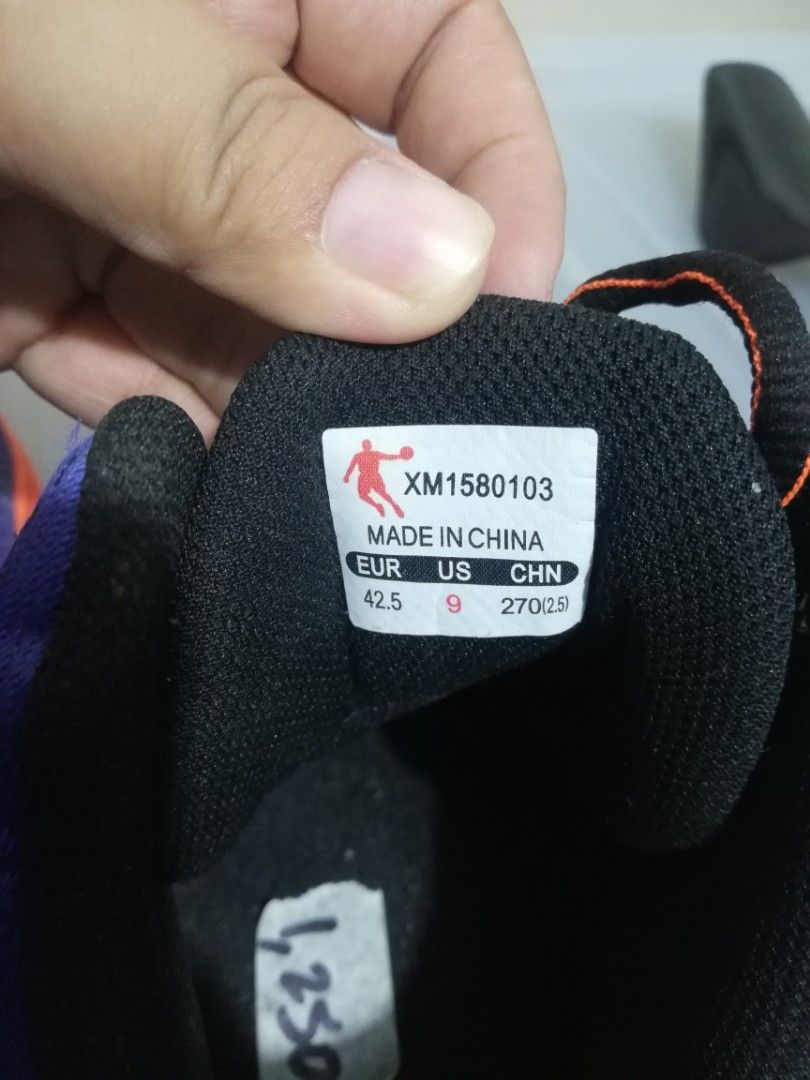 XM1580103
MADE IN CHINA
EUR US CHN
42.5 9 270(2.5)
1,250